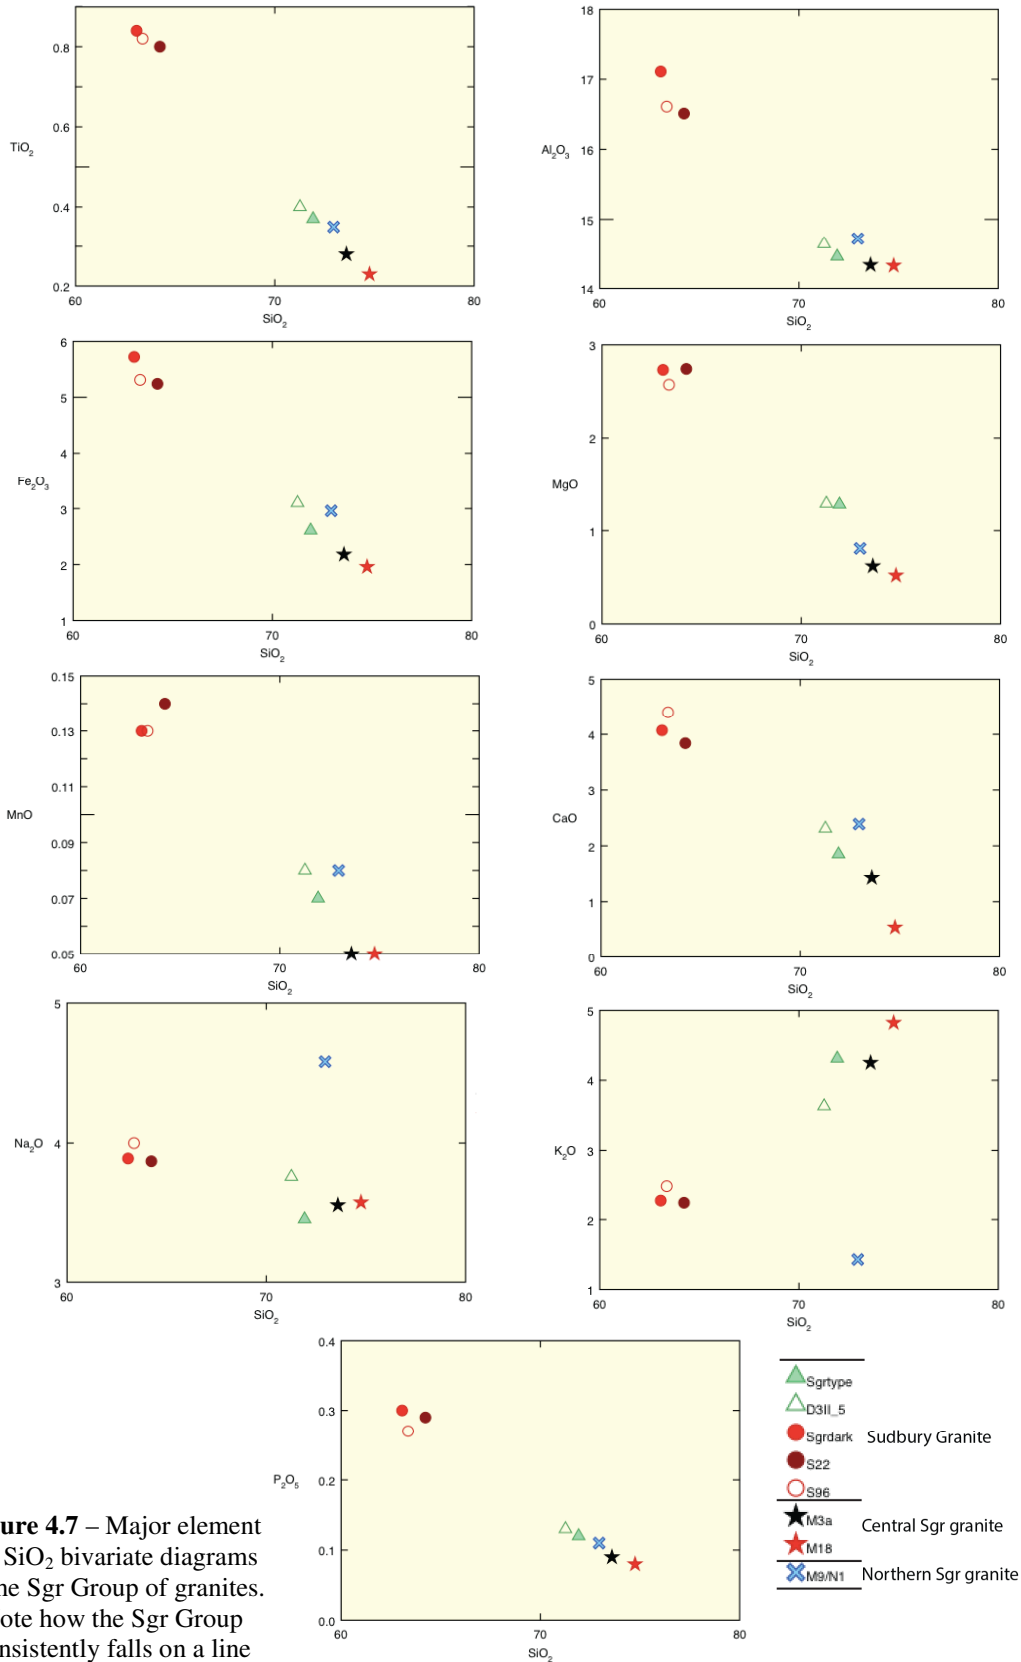 0.8
0.6
TiO2
0.4
0.2
60 70 80
SiO2
18
17
Al2O3 16
15
14
60 70 80
SiO2
6
5
4
Fe2O3
3
2
1
60 70 80
SiO2
3
2
MgO
1
0
60 70 80
SiO2
0.15
0.13
0.11
MnO
0.09
0.07
0.05
60 70 80
SiO2
5
4
3
CaO
2
1
0
60 70 80
SiO2
5
Na2O 4
3
60 70 80
SiO2
5
4
K2O 3
2
1
60 70 80
SiO2
0.4
0.3
P2O5 0.2
0.1
0.0
60 70 80
SiO2
Sgrtype
D3II_5
Sgrdark Sudbury Granite
S22
S96
M3a Central Sgr granite
M18
M9/N1 Northern Sgr granite
ure 4.7 – Major element
SiO2 bivariate diagrams
he Sgr Group of granites.
ote how the Sgr Group
nsistently falls on a line